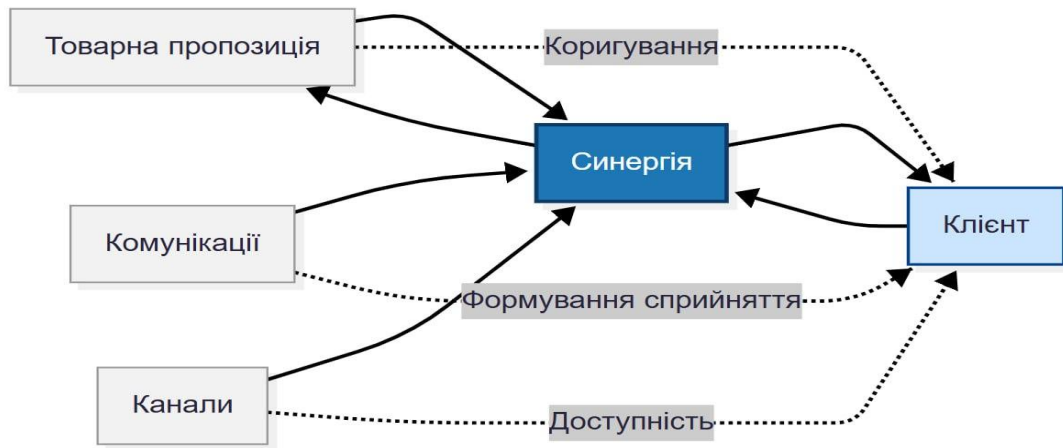 Товарна пропозиція
Коригування
Синергія
Клієнт
Комунікації
Формування сприйняття
Канали
Доступність